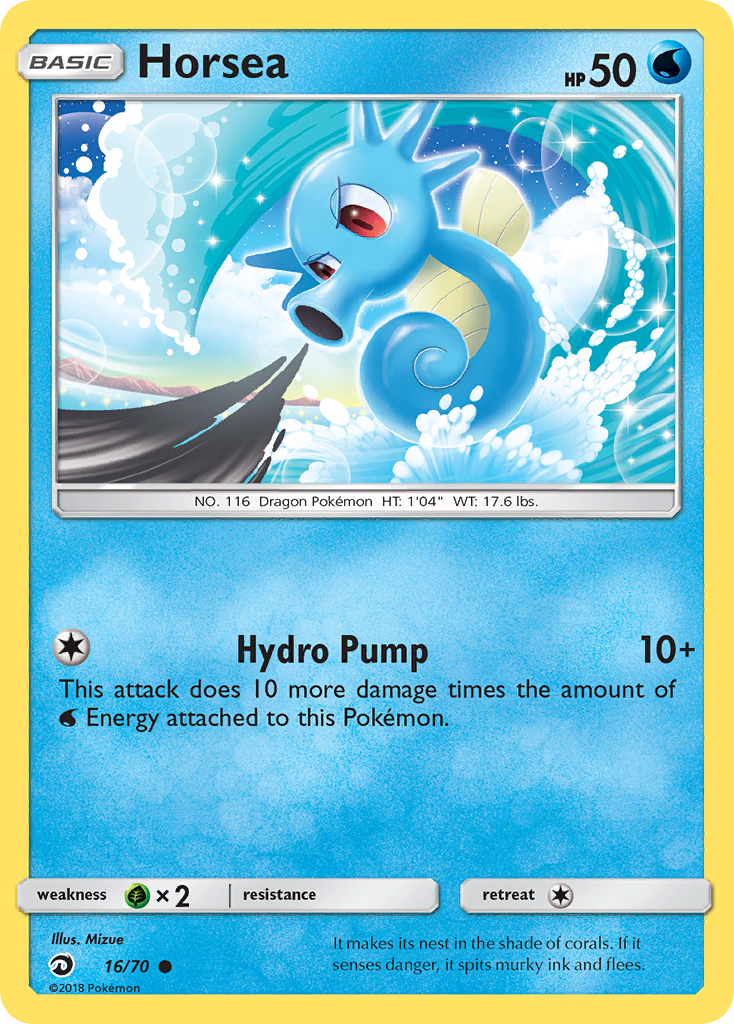 BASIC Horsea HP 50
NO. 116 Dragon Pokémon HT: 1'04" WT: 17.6 lbs.
Hydro Pump 10+
This attack does 10 more damage times the amount of
Energy attached to this Pokémon.
weakness ×2 resistance retreat
Illus. Mizue
16/70
©2018 Pokémon
It makes its nest in the shade of corals. If it
senses danger, it spits murky ink and flees.